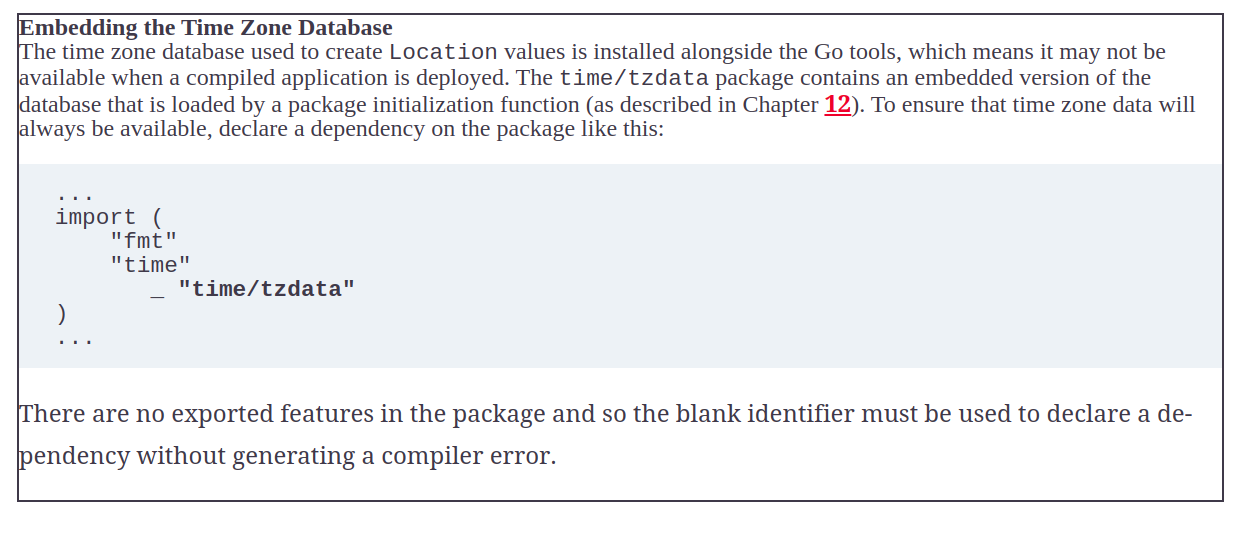 Embedding the Time Zone Database
The time zone database used to create Location values is installed alongside the Go tools, which means it may not be
available when a compiled application is deployed. The time/tzdata package contains an embedded version of the
database that is loaded by a package initialization function (as described in Chapter 12). To ensure that time zone data will
always be available, declare a dependency on the package like this:
...
import (
    "fmt"
    "time"
       _ "time/tzdata"
)
...
There are no exported features in the package and so the blank identifier must be used to declare a de-
pendency without generating a compiler error.